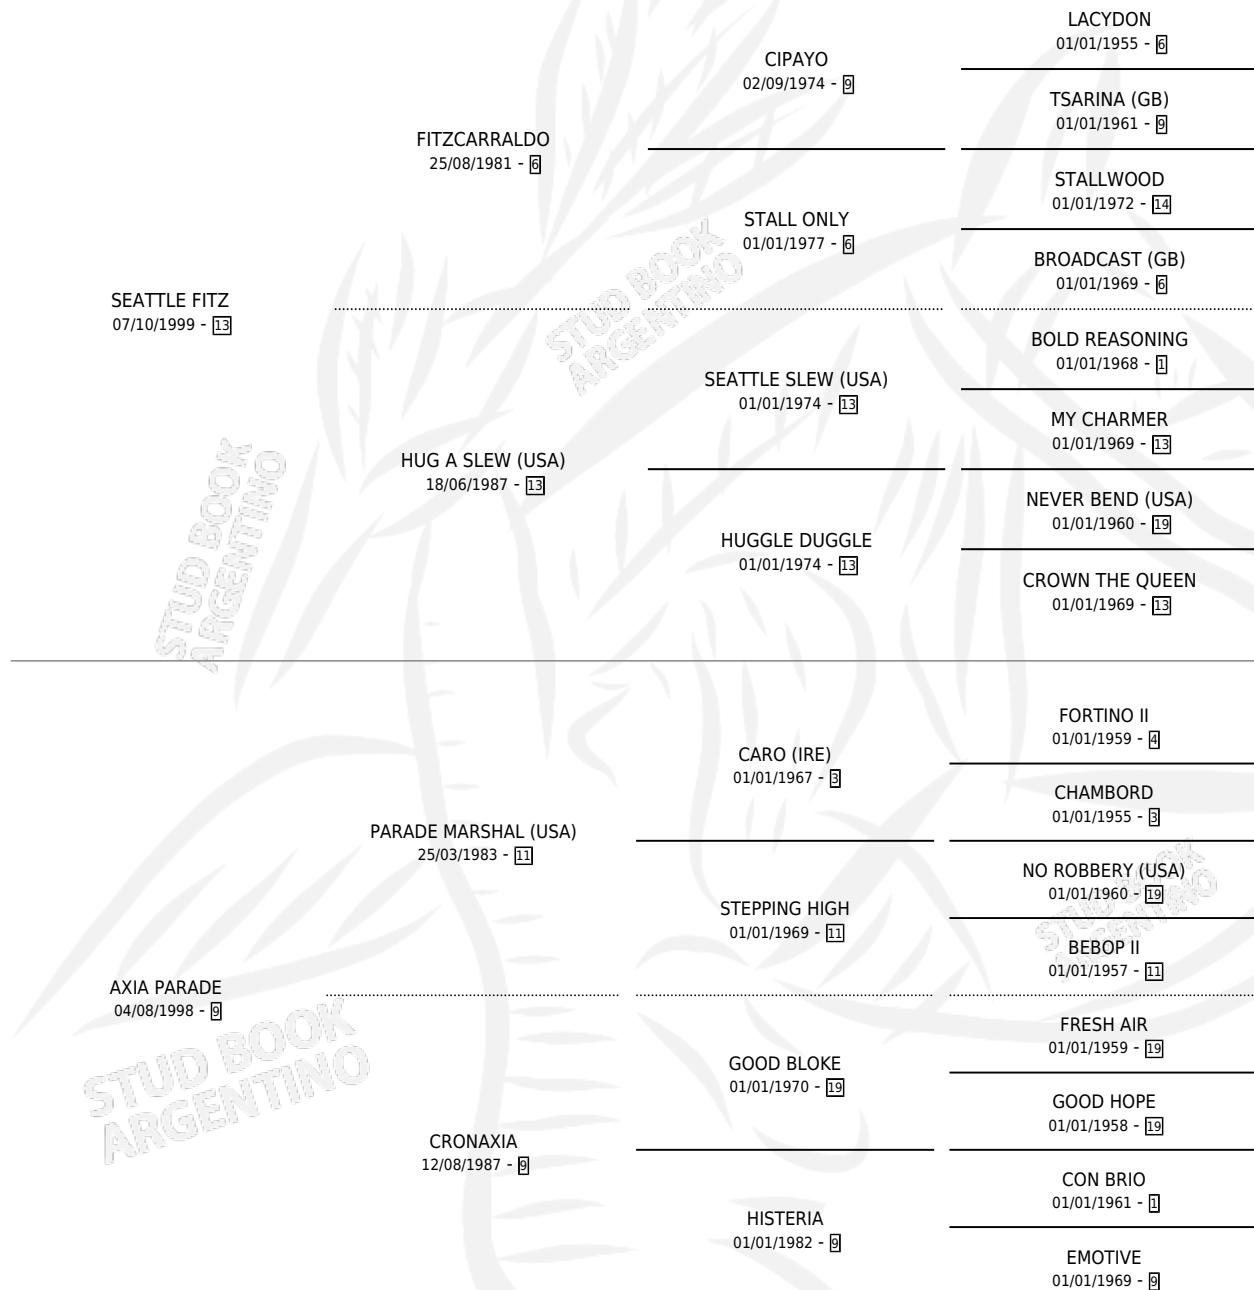 LACYDON
01/01/1955 - 6
CIPAYO
02/09/1974 - 9
TSARINA (GB)
01/01/1961 - 9
FITZCARRALDO
25/08/1981 - 6
STALLWOOD
01/01/1972 - 14
STALL ONLY
01/01/1977 - 6
BROADCAST (GB)
01/01/1969 - 6
SEATTLE FITZ
07/10/1999 - 13
STUD BOOK
ARGENTINO
BOLD REASONING
01/01/1968 - 1
SEATTLE SLEW (USA)
01/01/1974 - 13
MY CHARMER
01/01/1969 - 13
HUG A SLEW (USA)
18/06/1987 - 13
NEVER BEND (USA)
01/01/1960 - 19
HUGGLE DUGGLE
01/01/1974 - 13
CROWN THE QUEEN
01/01/1969 - 13
STUD BOOK
ARGENTINO
FORTINO II
01/01/1959 - 4
CARO (IRE)
01/01/1967 - 3
CHAMBORD
01/01/1955 - 3
PARADE MARSHAL (USA)
25/03/1983 - 11
NO ROBBERY (USA)
01/01/1960 - 19
STEPPING HIGH
01/01/1969 - 11
STUD BOOK
ARGENTINO
BEBOP II
01/01/1957 - 11
AXIA PARADE
04/08/1998 - 9
STUD BOOK
ARGENTINO
FRESH AIR
01/01/1959 - 19
GOOD BLOKE
01/01/1970 - 19
GOOD HOPE
01/01/1958 - 19
CRONAXIA
12/08/1987 - 9
CON BRIO
01/01/1961 - 1
HISTERIA
01/01/1982 - 9
EMOTIVE
01/01/1969 - 9